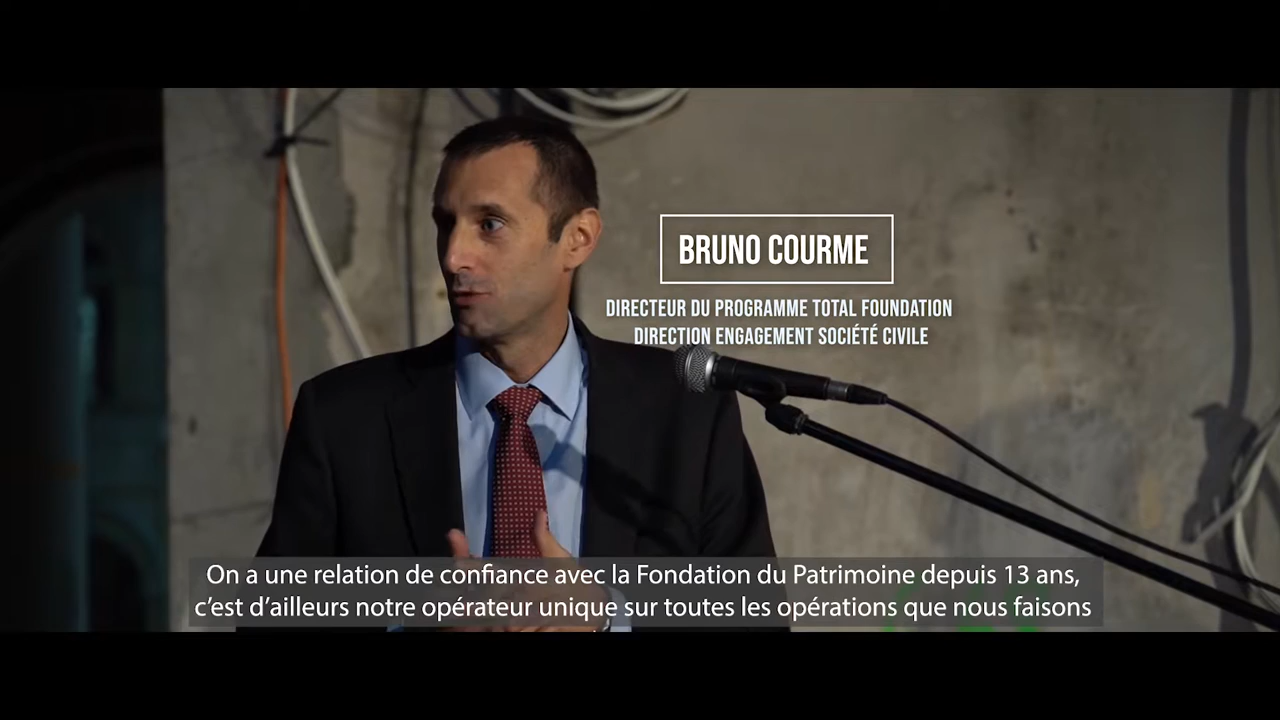 BRUNO COURME
DIRECTEUR DU PROGRAMME TOTAL FOUNDATION
DIRECTION ENGAGEMENT SOCIÉTÉ CIVILE
On a une relation de confiance avec la Fondation du Patrimoine depuis 13 ans,
c’est d’ailleurs notre opérateur unique sur toutes les opérations que nous faisons